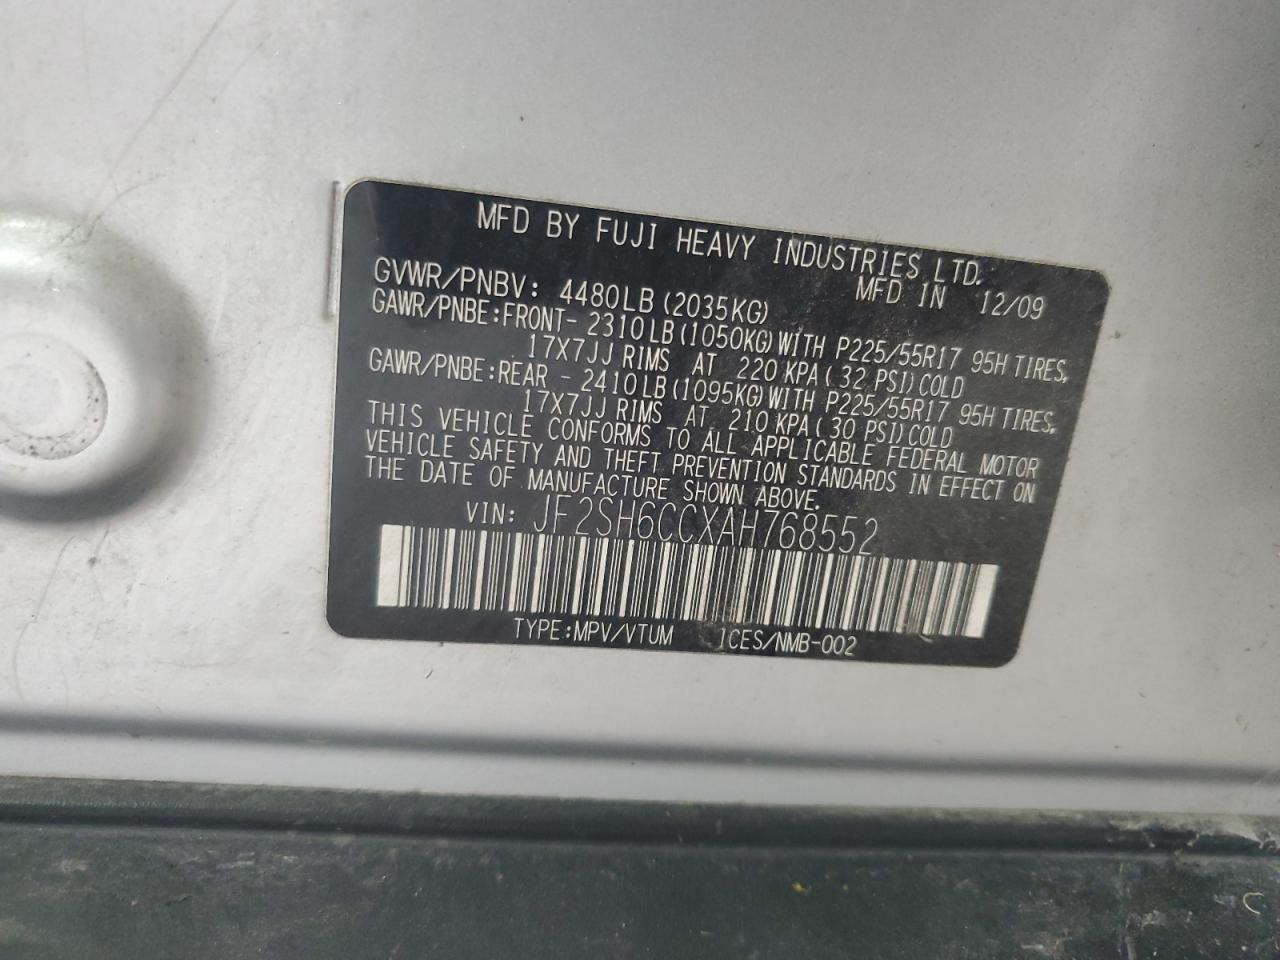 MFD BY FUJI HEAVY INDUSTRIES LTD.
MFD IN 12/09
GVWR/PNBV: 4480LB (2035KG)
GAWR/PNBE:FRONT- 2310LB(1050KG)WITH P225/55R17 95H TIRES,
17X7JJ RIMS AT 220 KPA( 32 PSI)COLD
GAWR/PNBE:REAR - 2410LB(1095KG)WITH P225/55R17 95H TIRES,
17X7JJ RIMS AT 210 KPA( 30 PSI)COLD
THIS VEHICLE CONFORMS TO ALL APPLICABLE FEDERAL MOTOR
VEHICLE SAFETY AND THEFT PREVENTION STANDARDS IN EFFECT ON
THE DATE OF MANUFACTURE SHOWN ABOVE.
VIN: JF2SH6CCXAH768552
TYPE:MPV/VTUM ICES/NMB-002